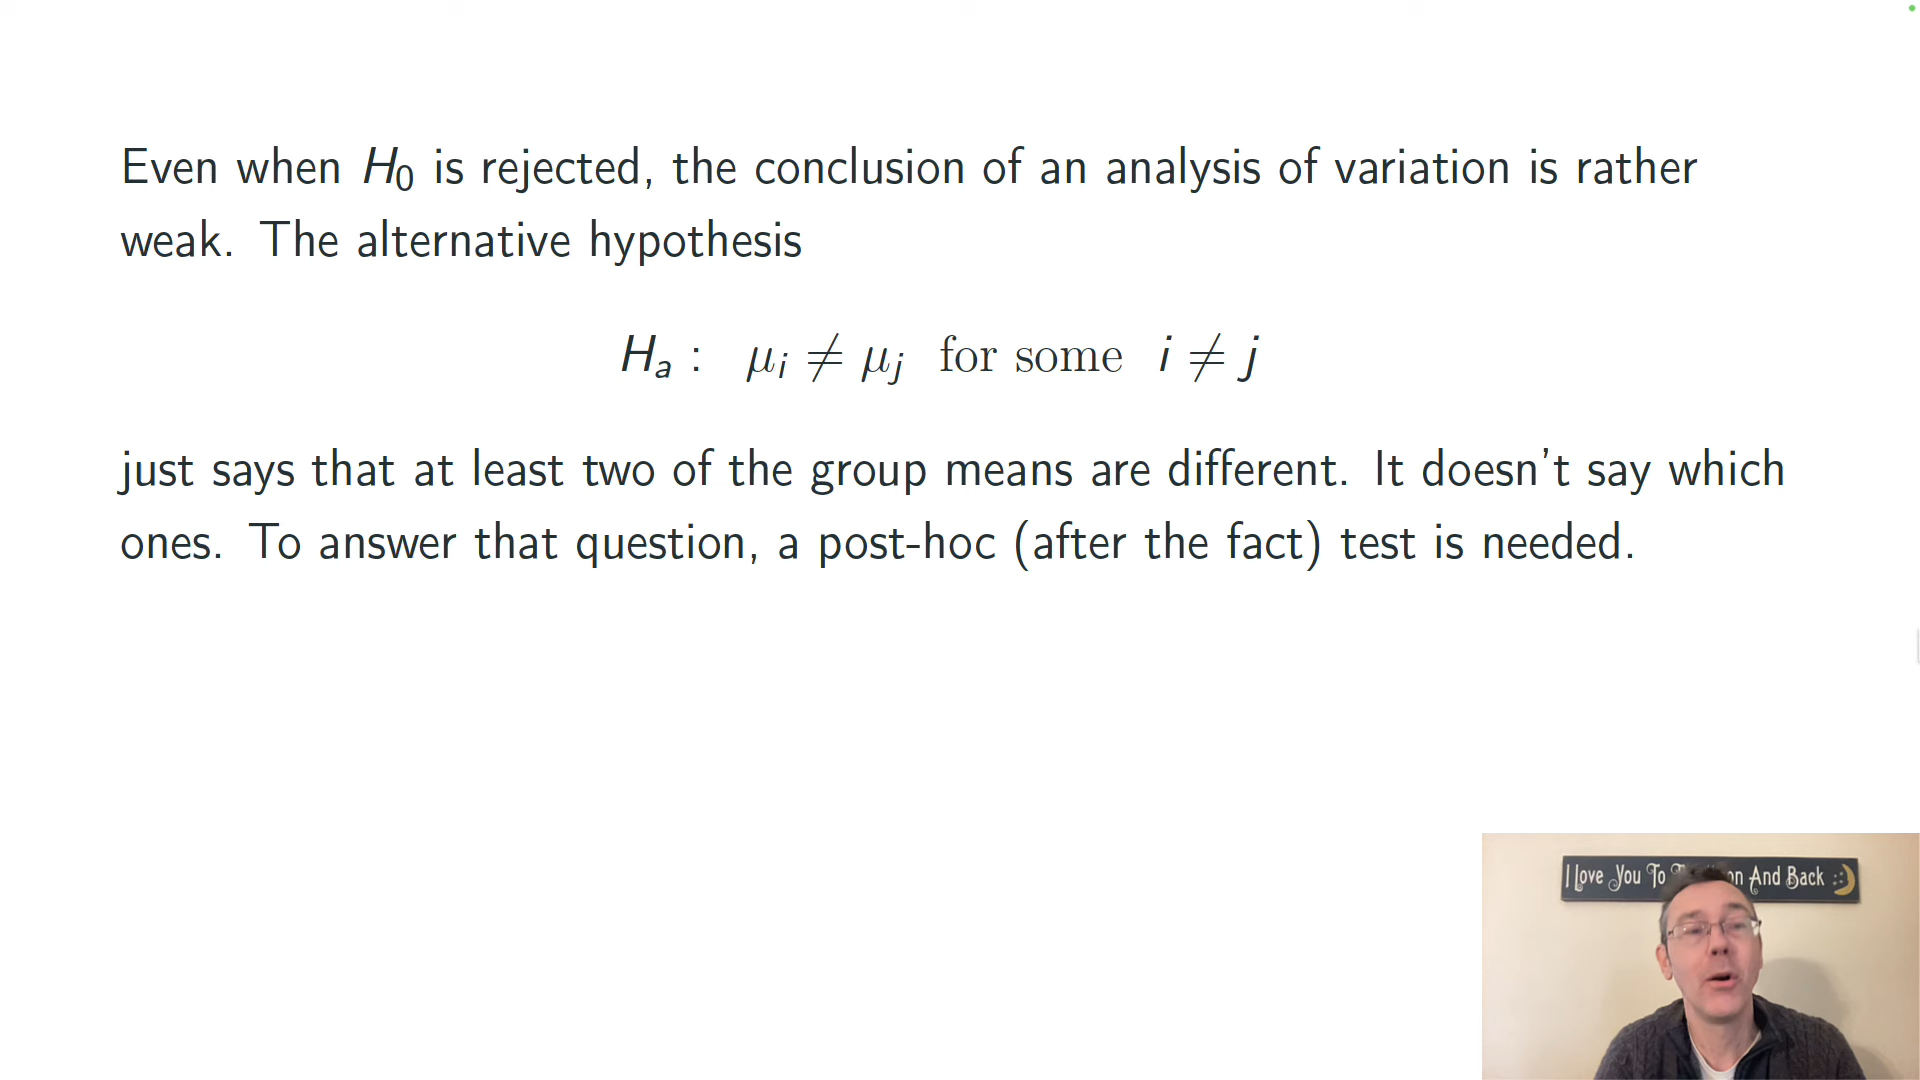 Even when H₀ is rejected, the conclusion of an analysis of variation is rather
weak. The alternative hypothesis
Hₐ : μᵢ ≠ μⱼ for some i ≠ j
just says that at least two of the group means are different. It doesn't say which
ones. To answer that question, a post-hoc (after the fact) test is needed.
I Love You To And Back